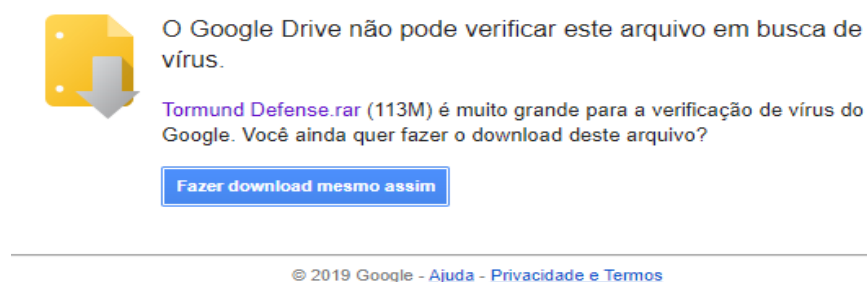 O Google Drive não pode verificar este arquivo em busca de
vírus.
Tormund Defense.rar (113M) é muito grande para a verificação de vírus do
Google. Você ainda quer fazer o download deste arquivo?
Fazer download mesmo assim
© 2019 Google - Ajuda - Privacidade e Termos